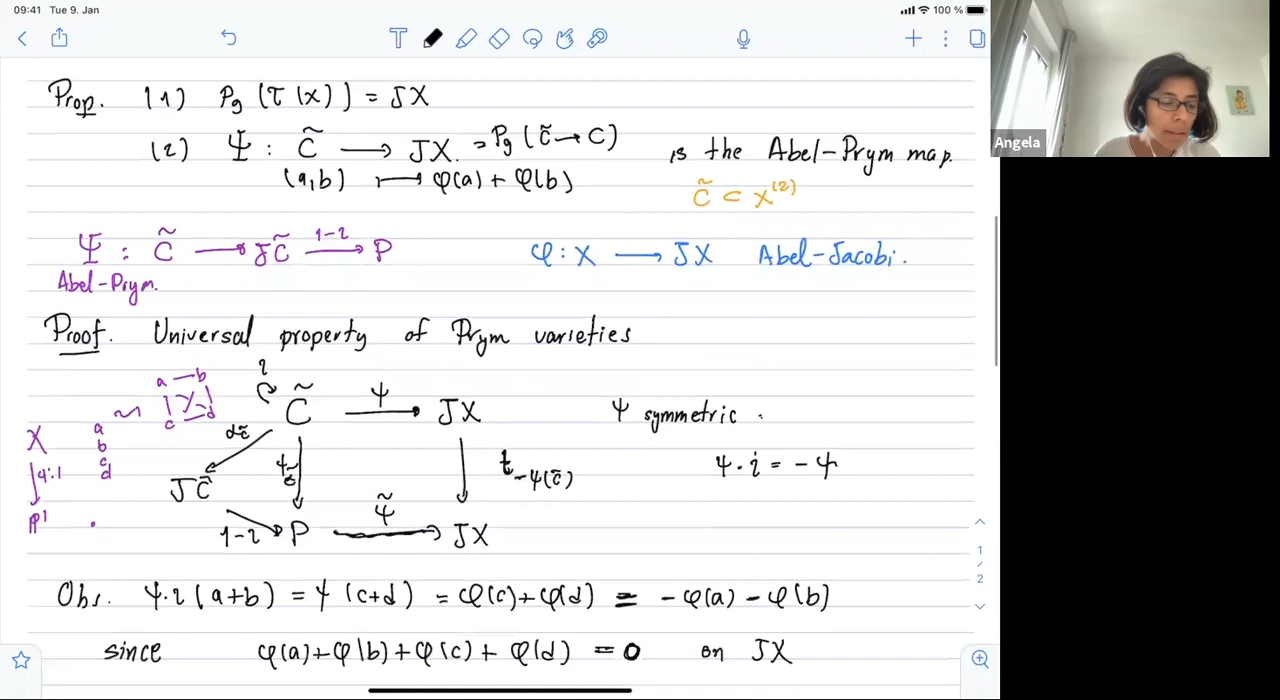 09:41 Tue 9. Jan
100 %
Angela
Prop. (1) Pg (τ(X)) = JX
(2) Ψ : C̃ ⟶ JX. = Pg (C̃ → C) is the Abel-Prym map.
(a,b) ⟼ φ(a) + φ(b)
C̃ ⊂ X⁽²⁾
Ψ : C̃ ⟶ JC̃ —1-ι→ P
φ : X ⟶ JX Abel-Jacobi.
Abel-Prym.
Proof. Universal property of Prym varieties
a — b
ι
C̃ —ψ→ JX
ψ symmetric .
c — d
X
a
b
c
d
4:1
P¹
JC̃
t₋ψ(c̃)
ψ · i = - ψ
1-ι
P —ψ̃→ JX
Obs. ψ·ι (a+b) = ψ (c+d) = φ(c)+φ(d) = -φ(a) - φ(b)
since φ(a)+φ(b)+φ(c)+φ(d) = 0 on JX
1
/
2